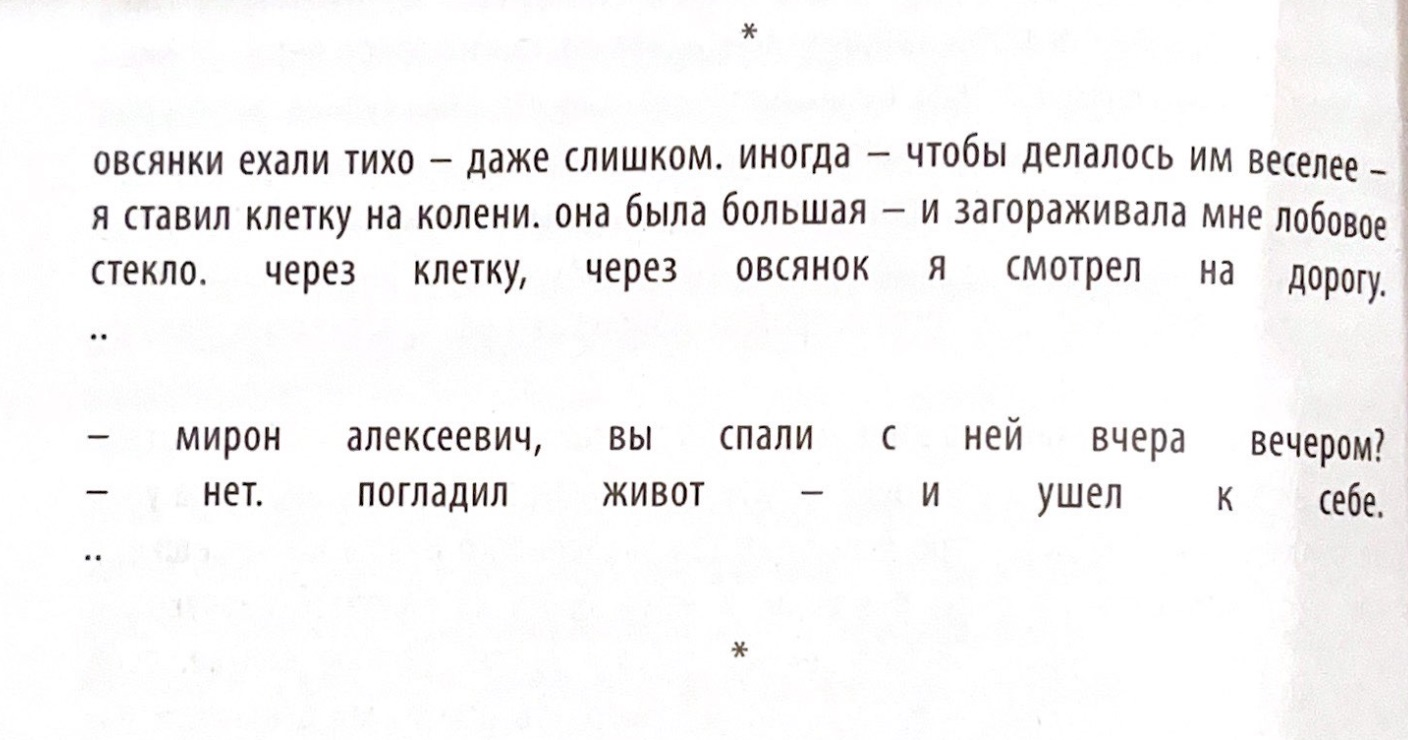 *
овсянки ехали тихо – даже слишком. иногда – чтобы делалось им веселее –
я ставил клетку на колени. она была большая – и загораживала мне лобовое
стекло. через клетку, через овсянок я смотрел на дорогу.
..
– мирон алексеевич, вы спали с ней вчера вечером?
– нет. погладил живот – и ушел к себе.
..
*